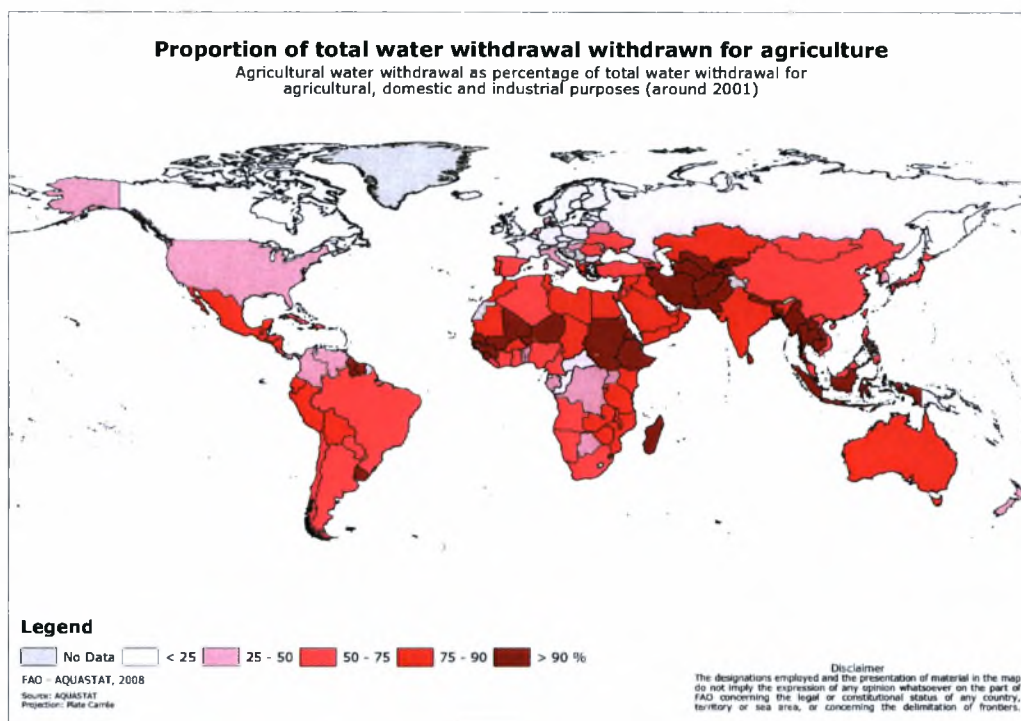 Proportion of total water withdrawal withdrawn for agriculture
Agricultural water withdrawal as percentage of total water withdrawal for
agricultural, domestic and industrial purposes (around 2001)
Legend
No Data < 25 25 - 50 50 - 75 75 - 90 > 90 %
FAO - AQUASTAT, 2008
Source: AQUASTAT
Projection: Plate Carrée
Disclaimer
The designations employed and the presentation of material in the map
do not imply the expression of any opinion whatsoever on the part of
FAO concerning the legal or constitutional status of any country,
territory or sea area, or concerning the delimitation of frontiers.